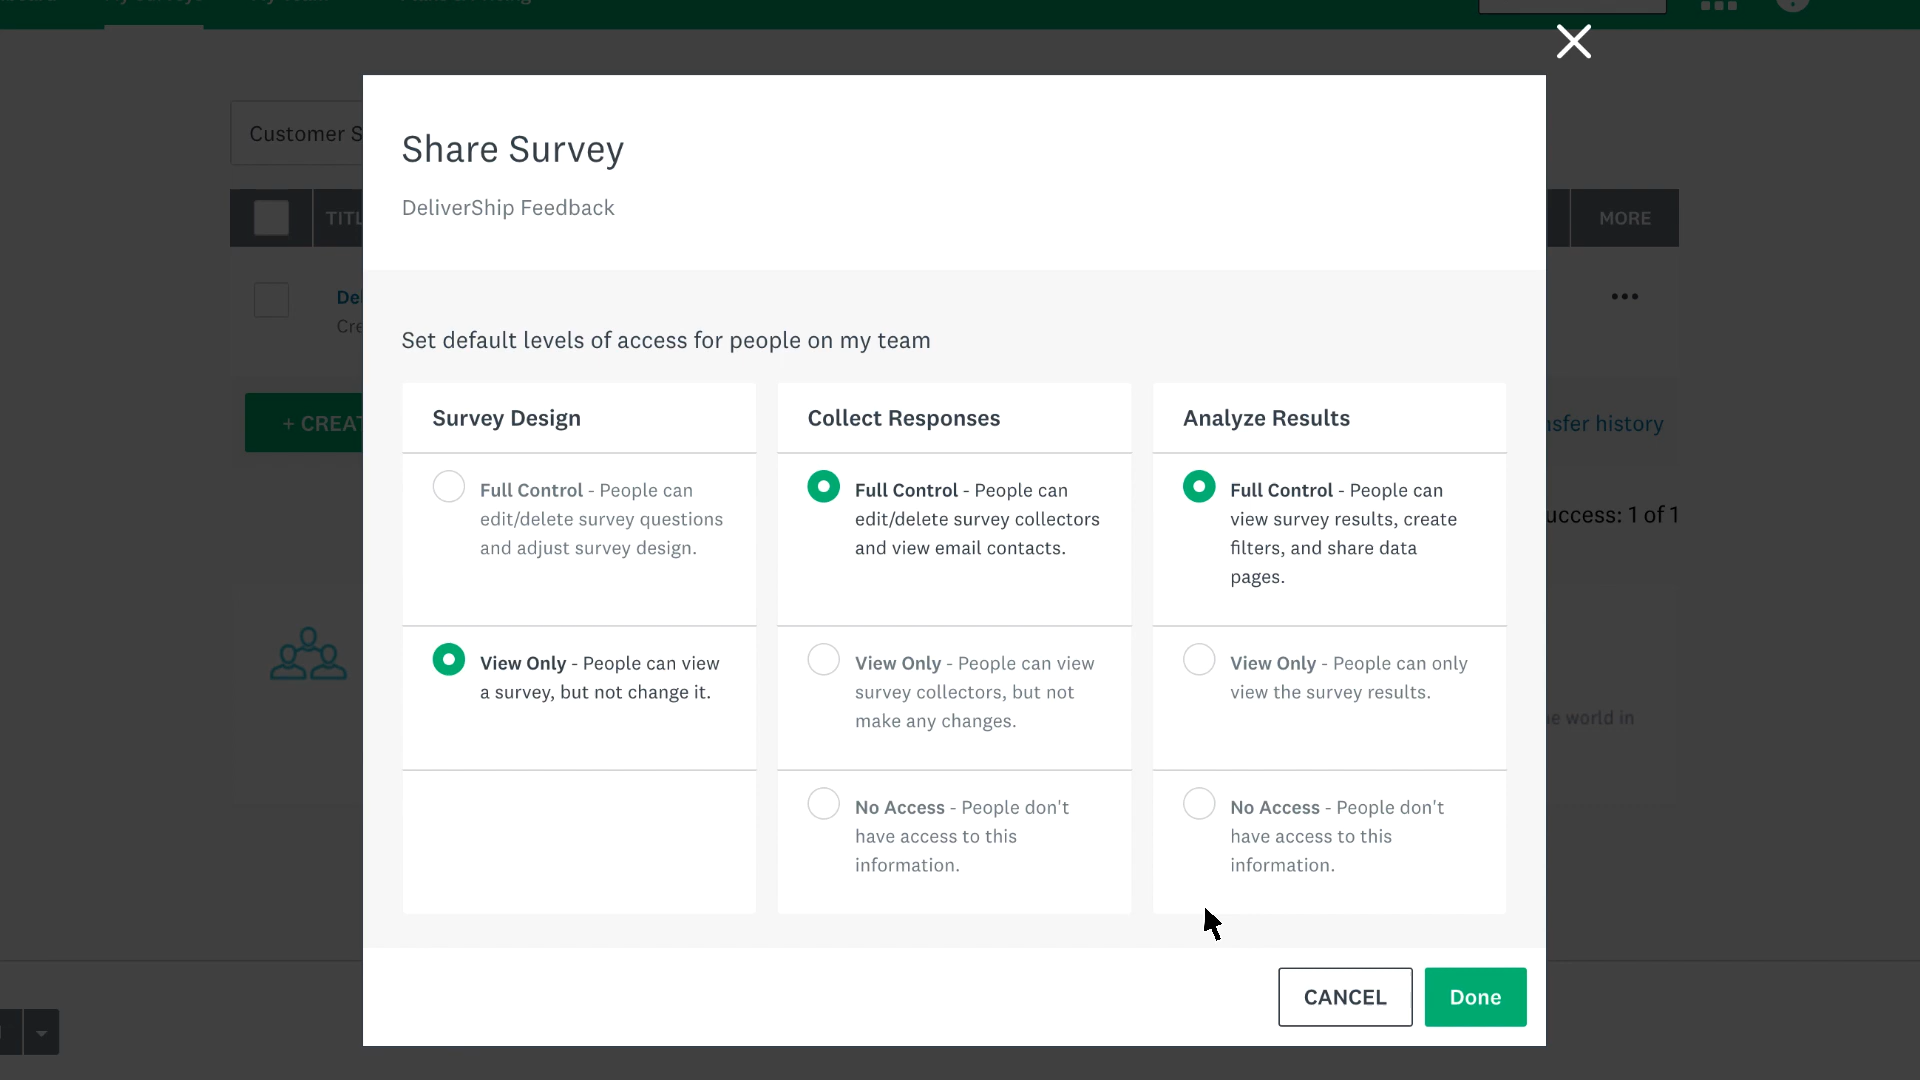 Customer S
TITL
MORE
Del
Cre
+ CREAT
nsfer history
uccess: 1 of 1
e world in
Share Survey
DeliverShip Feedback
Set default levels of access for people on my team
Survey Design
Full Control - People can
edit/delete survey questions
and adjust survey design.
View Only - People can view
a survey, but not change it.
Collect Responses
Full Control - People can
edit/delete survey collectors
and view email contacts.
View Only - People can view
survey collectors, but not
make any changes.
No Access - People don't
have access to this
information.
Analyze Results
Full Control - People can
view survey results, create
filters, and share data
pages.
View Only - People can only
view the survey results.
No Access - People don't
have access to this
information.
CANCEL
Done